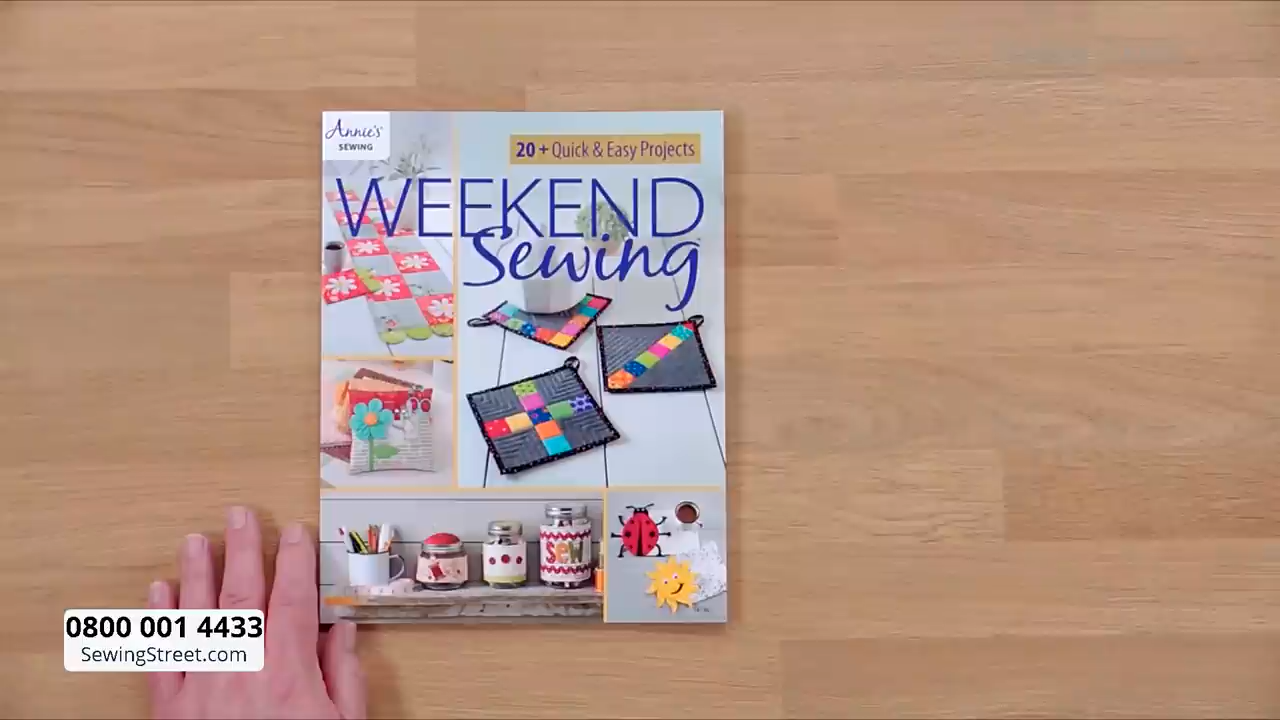 Annie's
SEWING
20 + Quick & Easy Projects
WEEKEND
Sewing
sew
0800 001 4433
SewingStreet.com